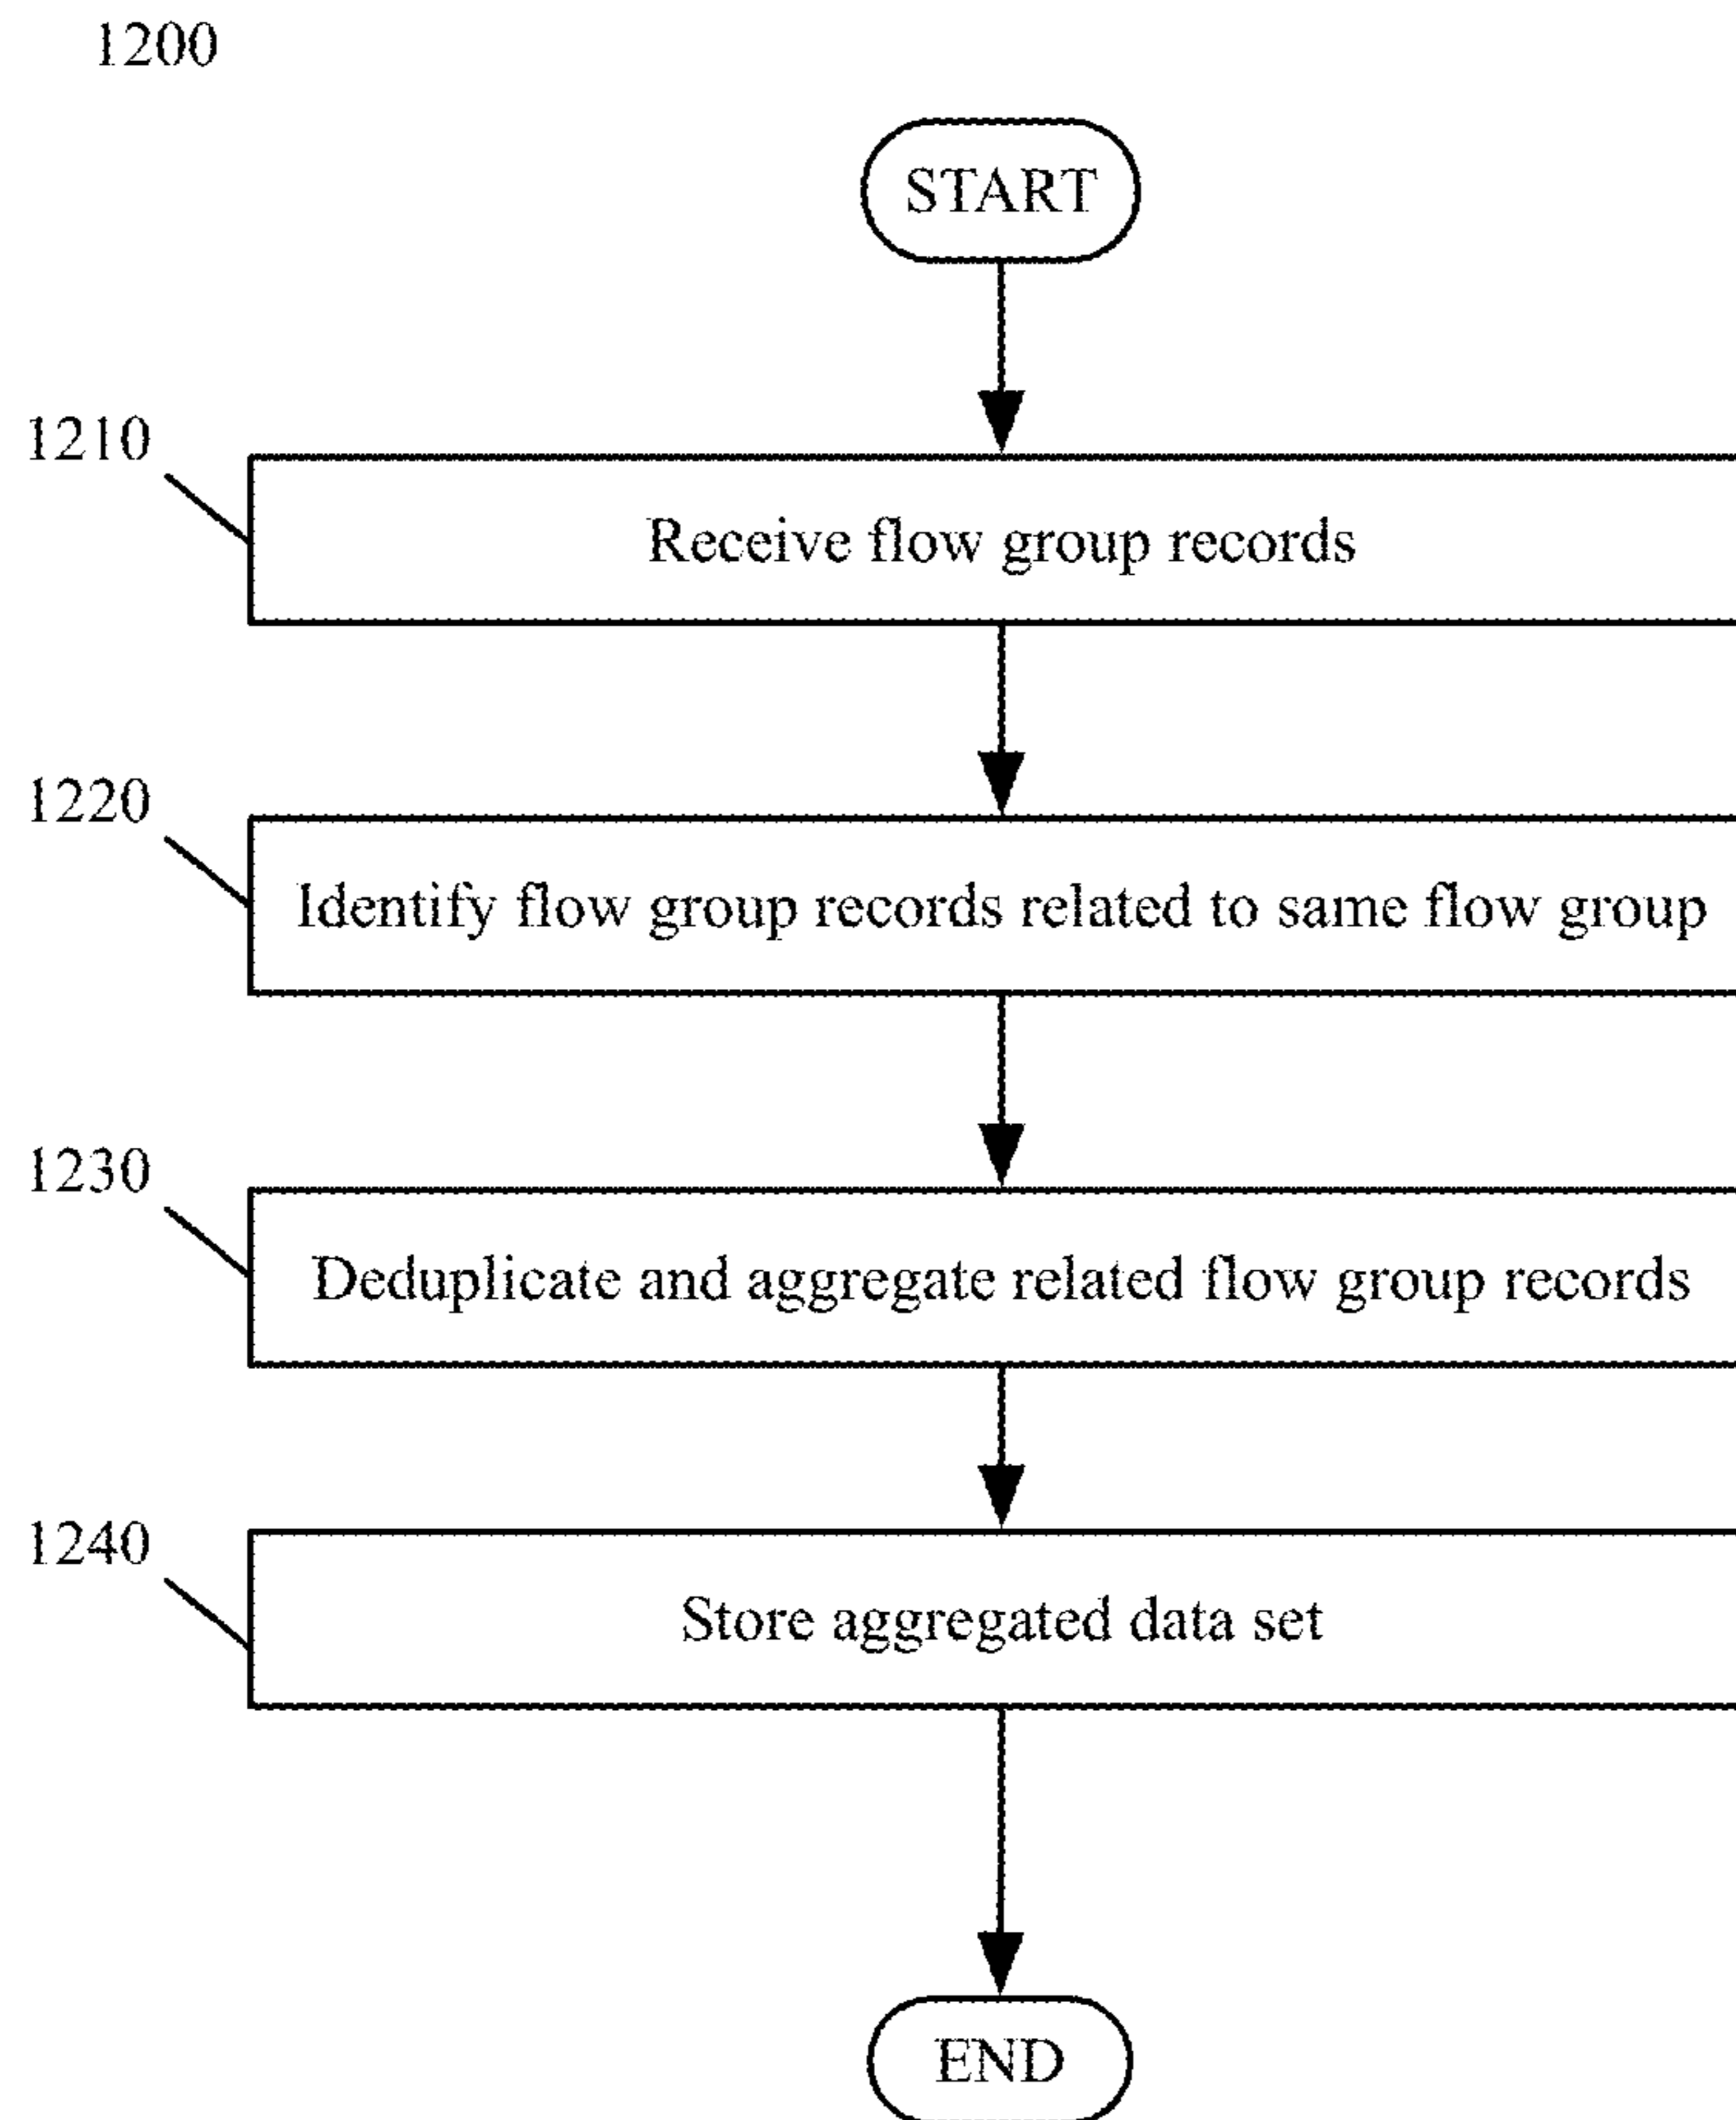 1200
START
1210
Receive flow group records
1220
Identify flow group records related to same flow group
1230
Deduplicate and aggregate related flow group records
1240
Store aggregated data set
END